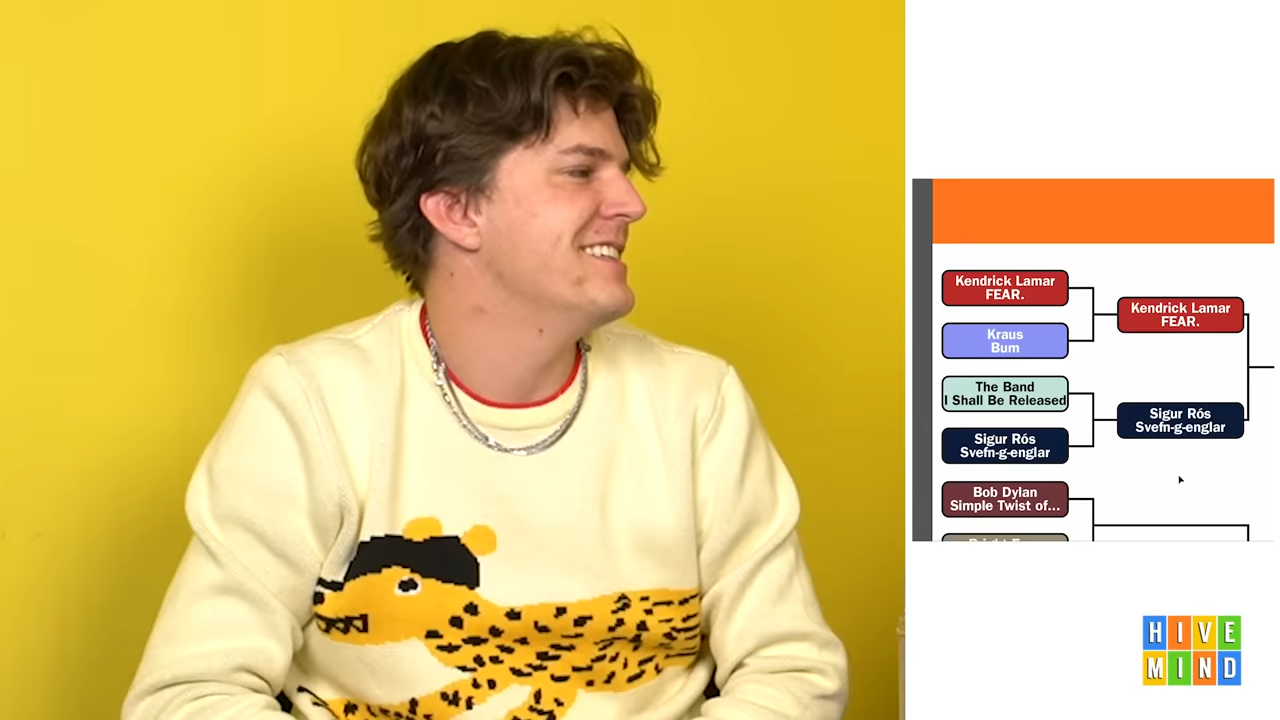 Kendrick Lamar
FEAR.
Kraus
Bum
Kendrick Lamar
FEAR.
The Band
I Shall Be Released
Sigur Rós
Svefn-g-englar
Sigur Rós
Svefn-g-englar
Bob Dylan
Simple Twist of...
HIVE
MIND